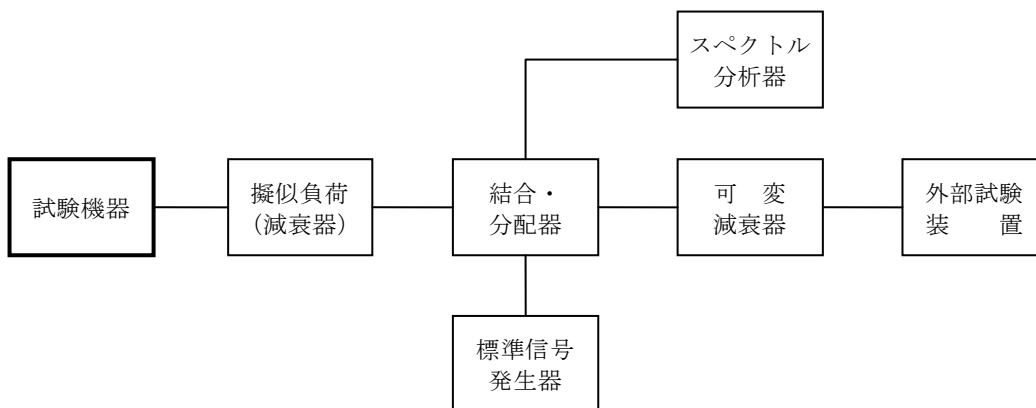 スペクトル
分析器
試験機器
擬似負荷
（減衰器）
結合・
分配器
可　変
減衰器
外部試験
装　　置
標準信号
発生器